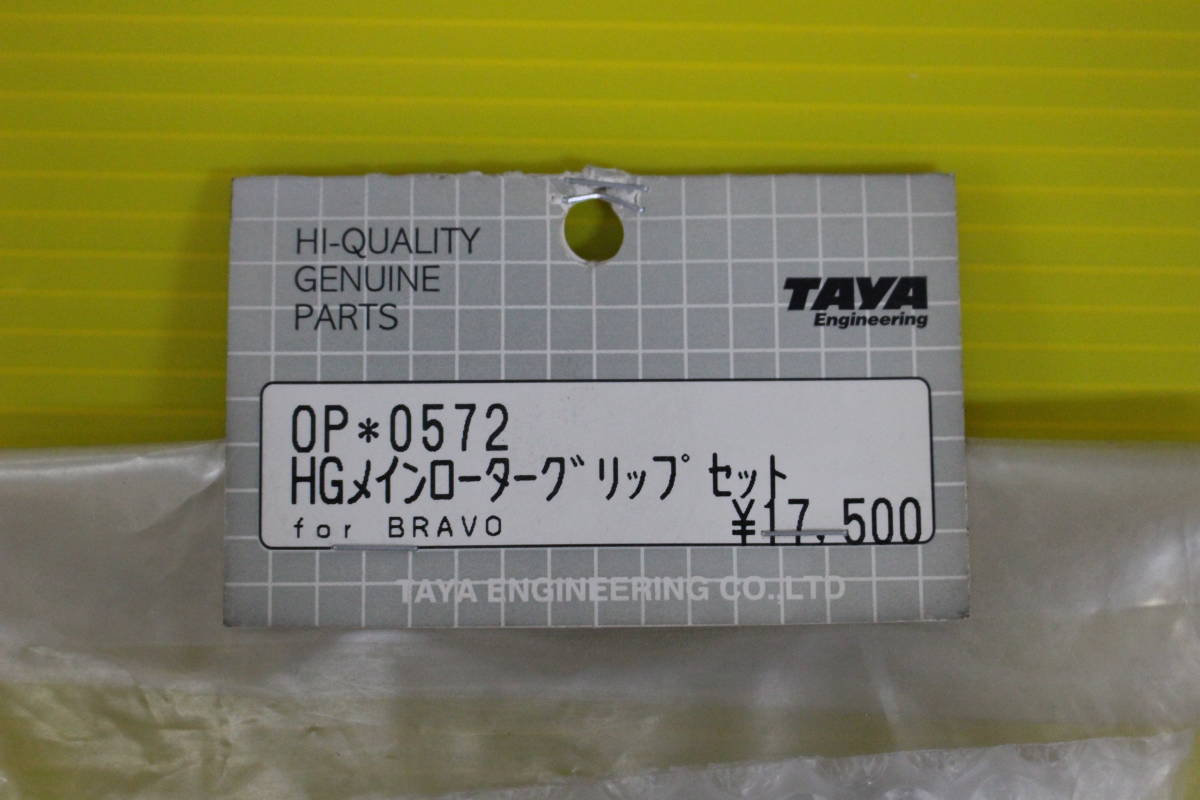 HI-QUALITY
GENUINE
PARTS
TAYA
Engineering
OP*0572
HGメインローターグリップセット
for BRAVO
¥17,500
TAYA ENGINEERING CO.,LTD